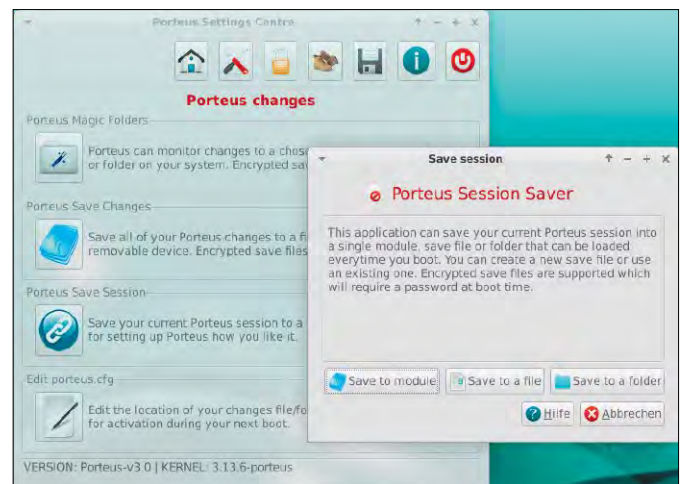 Porteus Settings Centre
Porteus changes
Porteus Magic Folders
Porteus can monitor changes to a
or folder on your system. Encrypted
Porteus Save Changes
Save all of your Porteus changes to a
removable device. Encrypted save files
Porteus Save Session
Save your current Porteus session to a
for setting up Porteus how you like it.
Edit porteus.cfg
Edit the location of your changes
for activation during your next boot.
VERSION: Porteus-v3.0 | KERNEL: 3.13.6-porteus
Save session
Porteus Session Saver
This application can save your current Porteus session into
a single module, save file or folder that can be loaded
everytime you boot. You can create a new save file or use
an existing one. Encrypted save files are supported which
will require a password at boot time.
Save to module
Save to a file
Save to a folder
Hilfe
Abbrechen